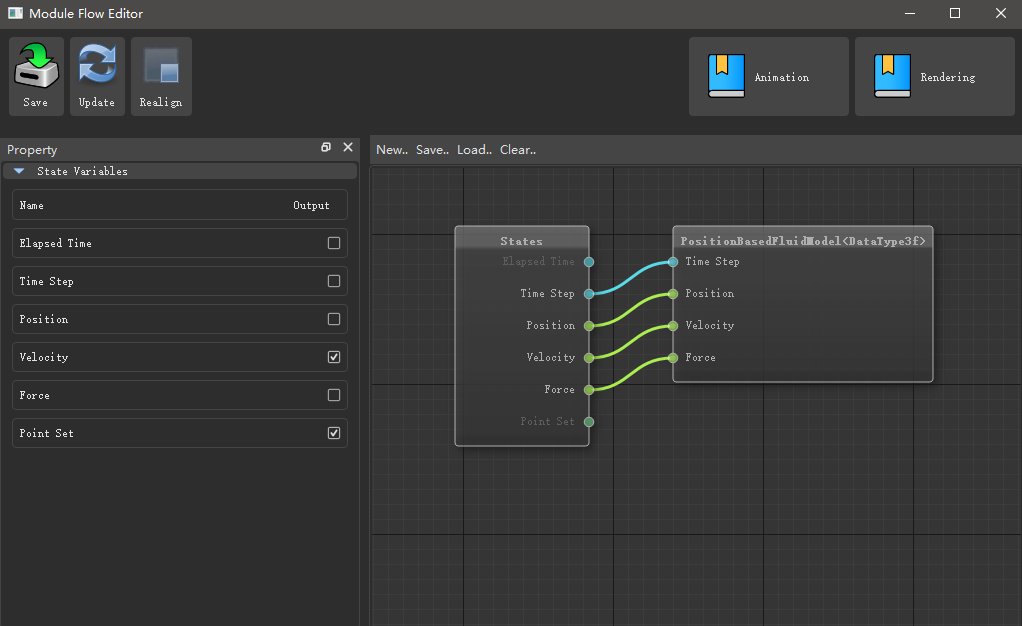 Module Flow Editor
Save
Update
Realign
Animation
Rendering
Property
State Variables
Name Output
Elapsed Time
Time Step
Position
Velocity
Force
Point Set
New.. Save.. Load.. Clear..
States
Elapsed Time
Time Step
Position
Velocity
Force
Point Set
PositionBasedFluidModel<DataType3f>
Time Step
Position
Velocity
Force